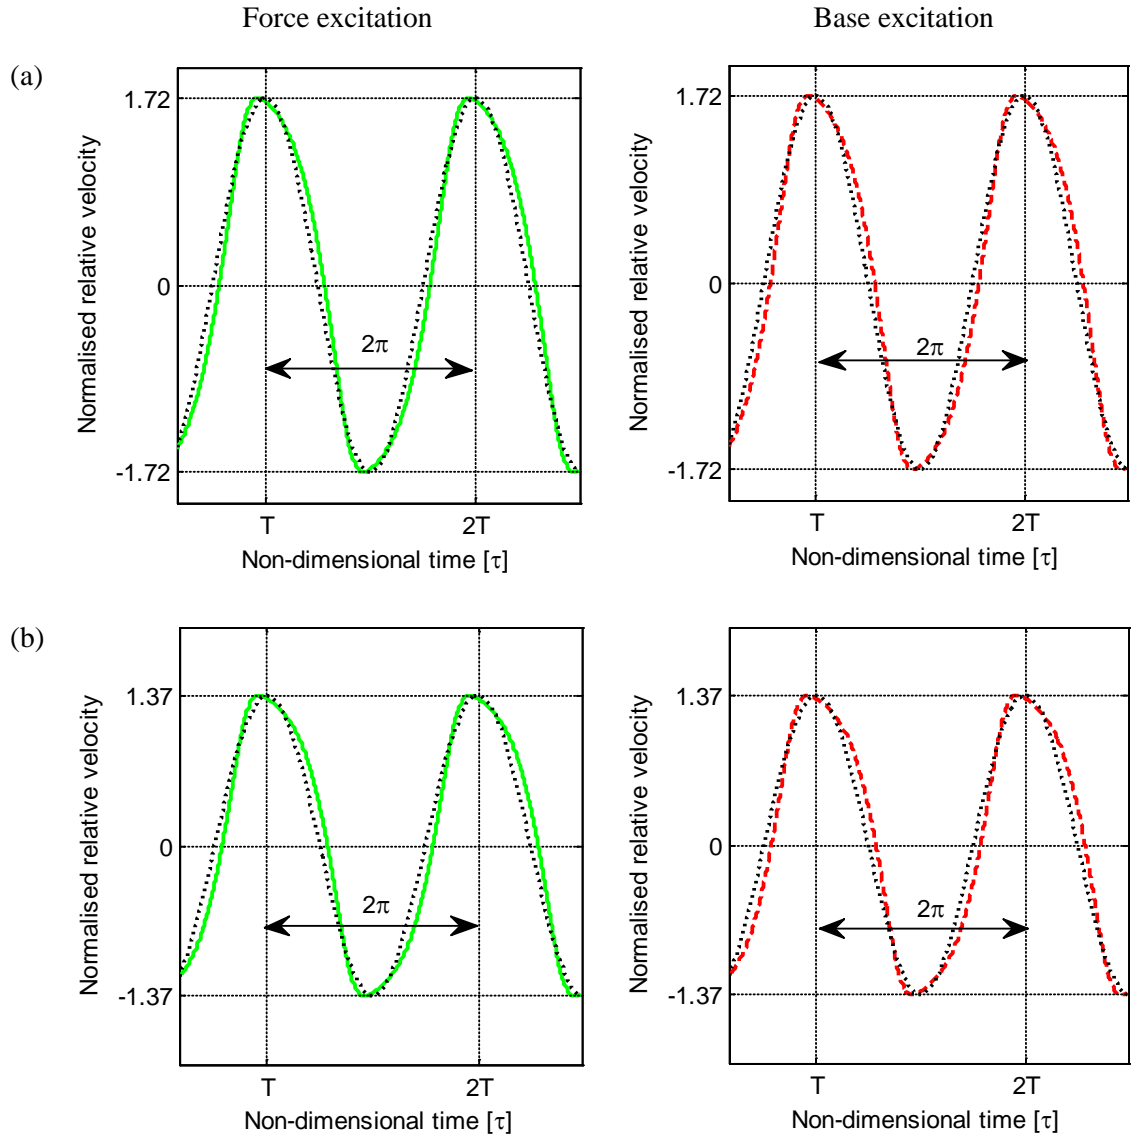 Force excitation
Base excitation
(a)
Normalised relative velocity
1.72
0
-1.72
2π
T
2T
Non-dimensional time [τ]
Normalised relative velocity
1.72
0
-1.72
2π
T
2T
Non-dimensional time [τ]
(b)
Normalised relative velocity
1.37
0
-1.37
2π
T
2T
Non-dimensional time [τ]
Normalised relative velocity
1.37
0
-1.37
2π
T
2T
Non-dimensional time [τ]